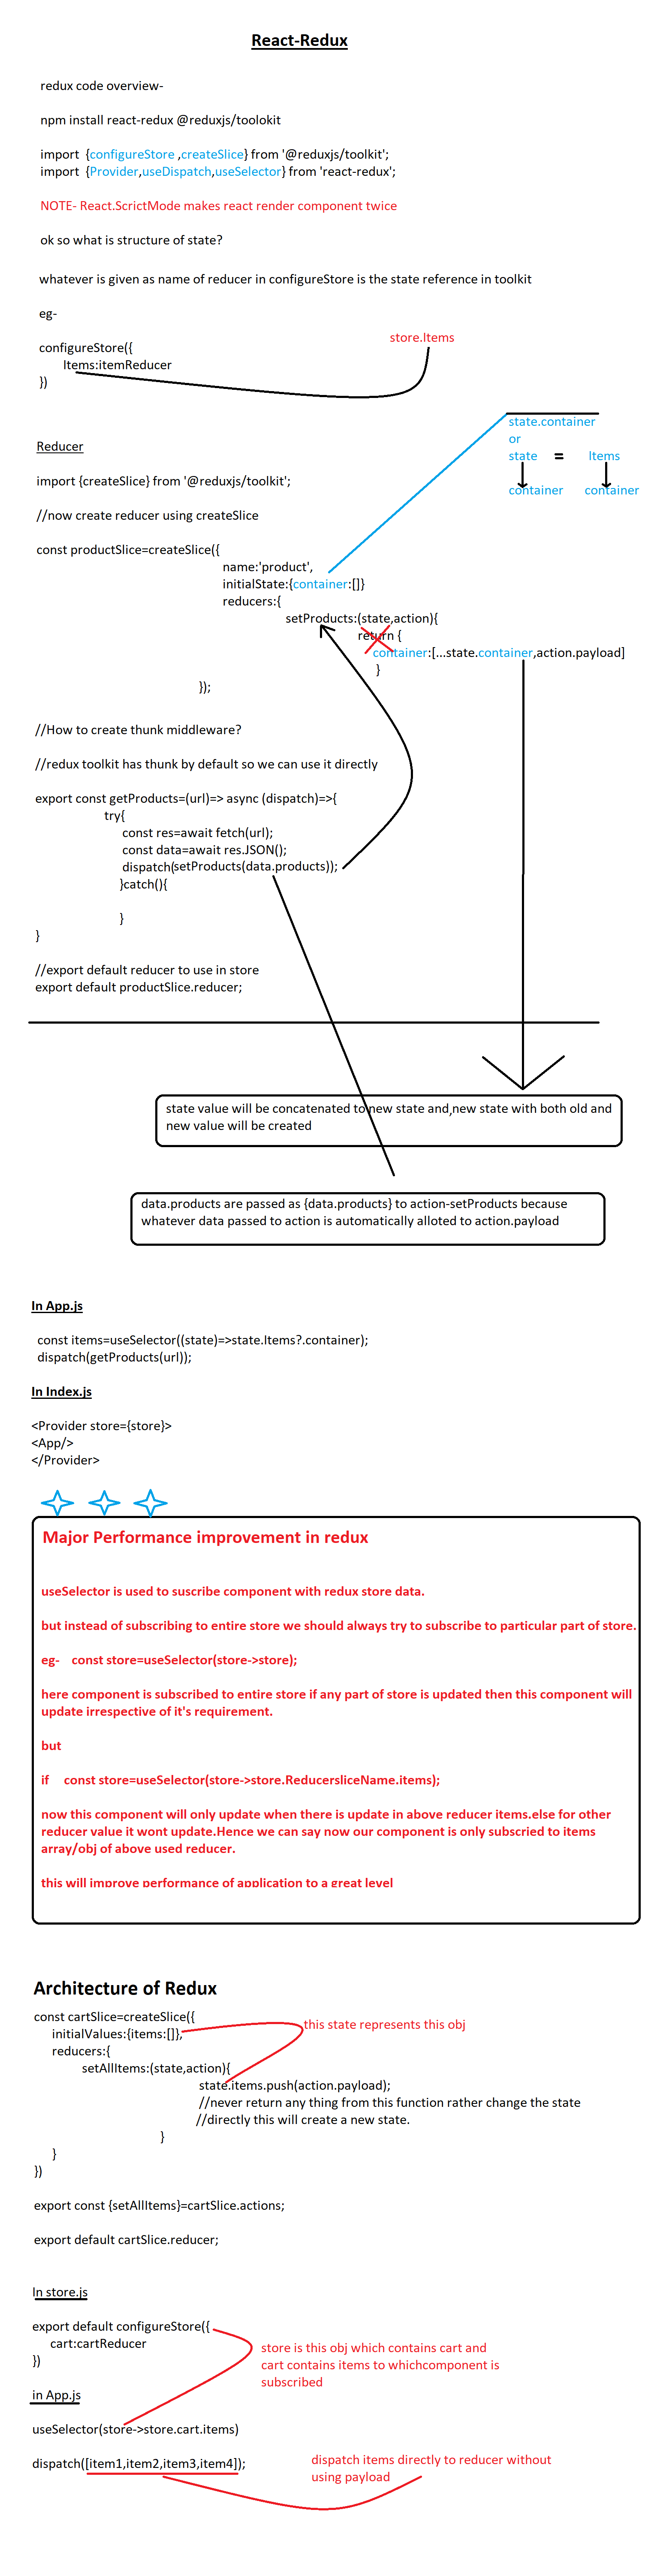 React-Redux
redux code overview-
npm install react-redux @reduxjs/toolokit
import {configureStore ,createSlice} from '@reduxjs/toolkit';
import {Provider,useDispatch,useSelector} from 'react-redux';
NOTE- React.ScrictMode makes react render component twice
ok so what is structure of state?
whatever is given as name of reducer in configureStore is the state reference in toolkit
eg-
store.Items
configureStore({
Items:itemReducer
})
state.container
or
state = Items
container container
Reducer
import {createSlice} from '@reduxjs/toolkit';
//now create reducer using createSlice
const productSlice=createSlice({
name:'product',
initialState:{container:[]}
reducers:{
setProducts:(state,action){
return {
container:[...state.container,action.payload]
}
});
//How to create thunk middleware?
//redux toolkit has thunk by default so we can use it directly
export const getProducts=(url)=> async (dispatch)=>{
try{
const res=await fetch(url);
const data=await res.JSON();
dispatch(setProducts(data.products));
}catch(){
}
}
//export default reducer to use in store
export default productSlice.reducer;
state value will be concatenated to new state and,new state with both old and
new value will be created
data.products are passed as {data.products} to action-setProducts because
whatever data passed to action is automatically alloted to action.payload
In App.js
const items=useSelector((state)=>state.Items?.container);
dispatch(getProducts(url));
In Index.js
<Provider store={store}>
<App/>
</Provider>
Major Performance improvement in redux
useSelector is used to suscribe component with redux store data.
but instead of subscribing to entire store we should always try to subscribe to particular part of store.
eg- const store=useSelector(store->store);
here component is subscribed to entire store if any part of store is updated then this component will
update irrespective of it's requirement.
but
if const store=useSelector(store->store.ReducersliceName.items);
now this component will only update when there is update in above reducer items.else for other
reducer value it wont update.Hence we can say now our component is only subscried to items
array/obj of above used reducer.
this will improve performance of application to a great level
Architecture of Redux
const cartSlice=createSlice({
initialValues:{items:[]},
this state represents this obj
reducers:{
setAllItems:(state,action){
state.items.push(action.payload);
//never return any thing from this function rather change the state
//directly this will create a new state.
}
}
})
export const {setAllItems}=cartSlice.actions;
export default cartSlice.reducer;
In store.js
export default configureStore({
cart:cartReducer
})
store is this obj which contains cart and
cart contains items to whichcomponent is
subscribed
in App.js
useSelector(store->store.cart.items)
dispatch([item1,item2,item3,item4]);
dispatch items directly to reducer without
using payload